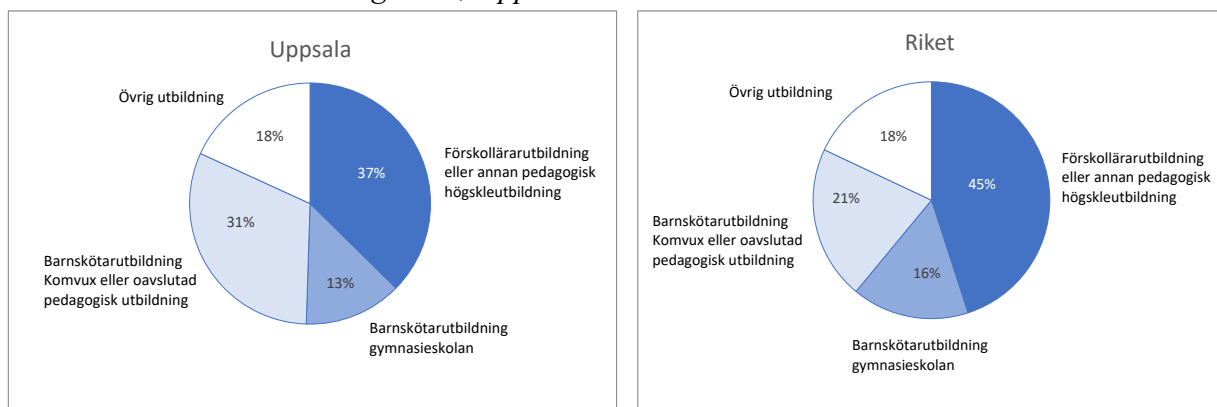 Uppsala
Övrig utbildning
18%
37%
Förskollärarutbildning
eller annan pedagogisk
högskleutbildning
31%
Barnskötarutbildning
Komvux eller oavslutad
pedagogisk utbildning
13%
Barnskötarutbildning
gymnasieskolan
Riket
Övrig utbildning
18%
45%
Förskollärarutbildning
eller annan pedagogisk
högskleutbildning
21%
Barnskötarutbildning
Komvux eller oavslutad
pedagogisk utbildning
16%
Barnskötarutbildning
gymnasieskolan